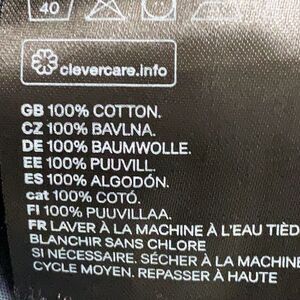 40
clevercare.info
GB 100% COTTON.
CZ 100% BAVLNA.
DE 100% BAUMWOLLE.
EE 100% PUUVILL.
ES 100% ALGODÓN.
cat 100% COTÓ.
FI 100% PUUVILLAA.
FR LAVER À LA MACHINE À L'EAU TIÈD
BLANCHIR SANS CHLORE
SI NÉCESSAIRE. SÉCHER À LA MACHINE
CYCLE MOYEN. REPASSER À HAUTE